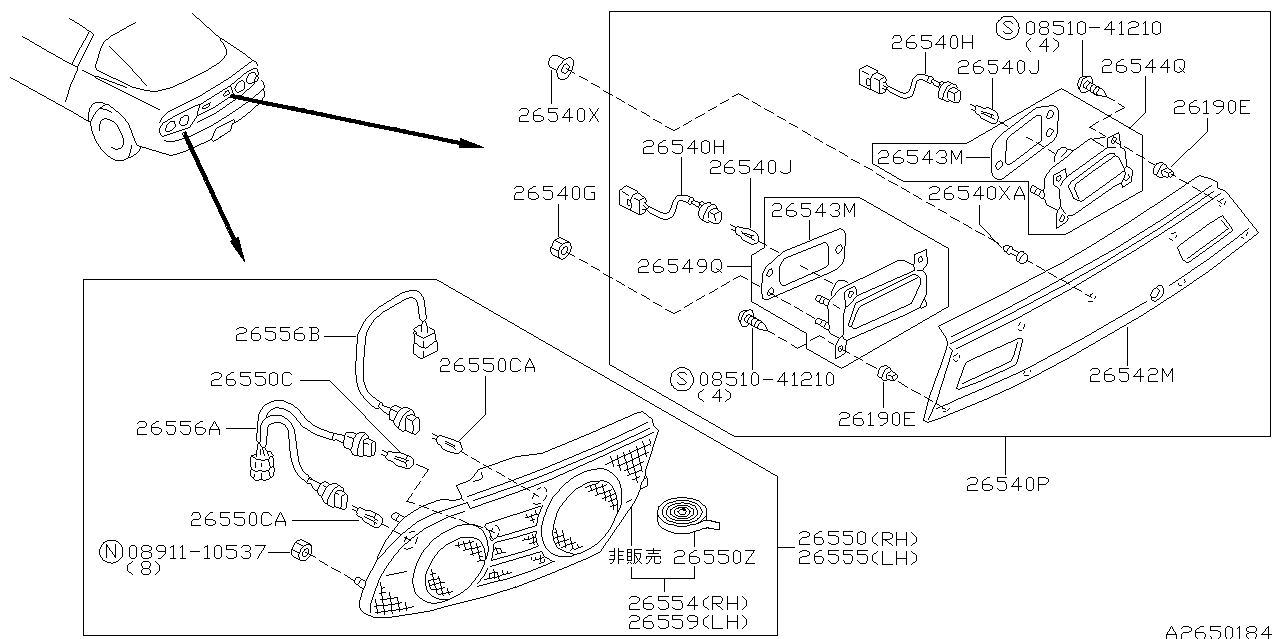 Ⓢ08510-41210
(4)
26540H
26540J
26544Q
26190E
26540X
26540H
26540J
26543M
26540XA
26540G
26543M
26549Q
26542M
Ⓢ08510-41210
(4)
26190E
26540P
26556B
26550CA
26550C
26556A
26550CA
Ⓝ08911-10537
(8)
非販売 26550Z
26550(RH)
26555(LH)
26554(RH)
26559(LH)
A2650184